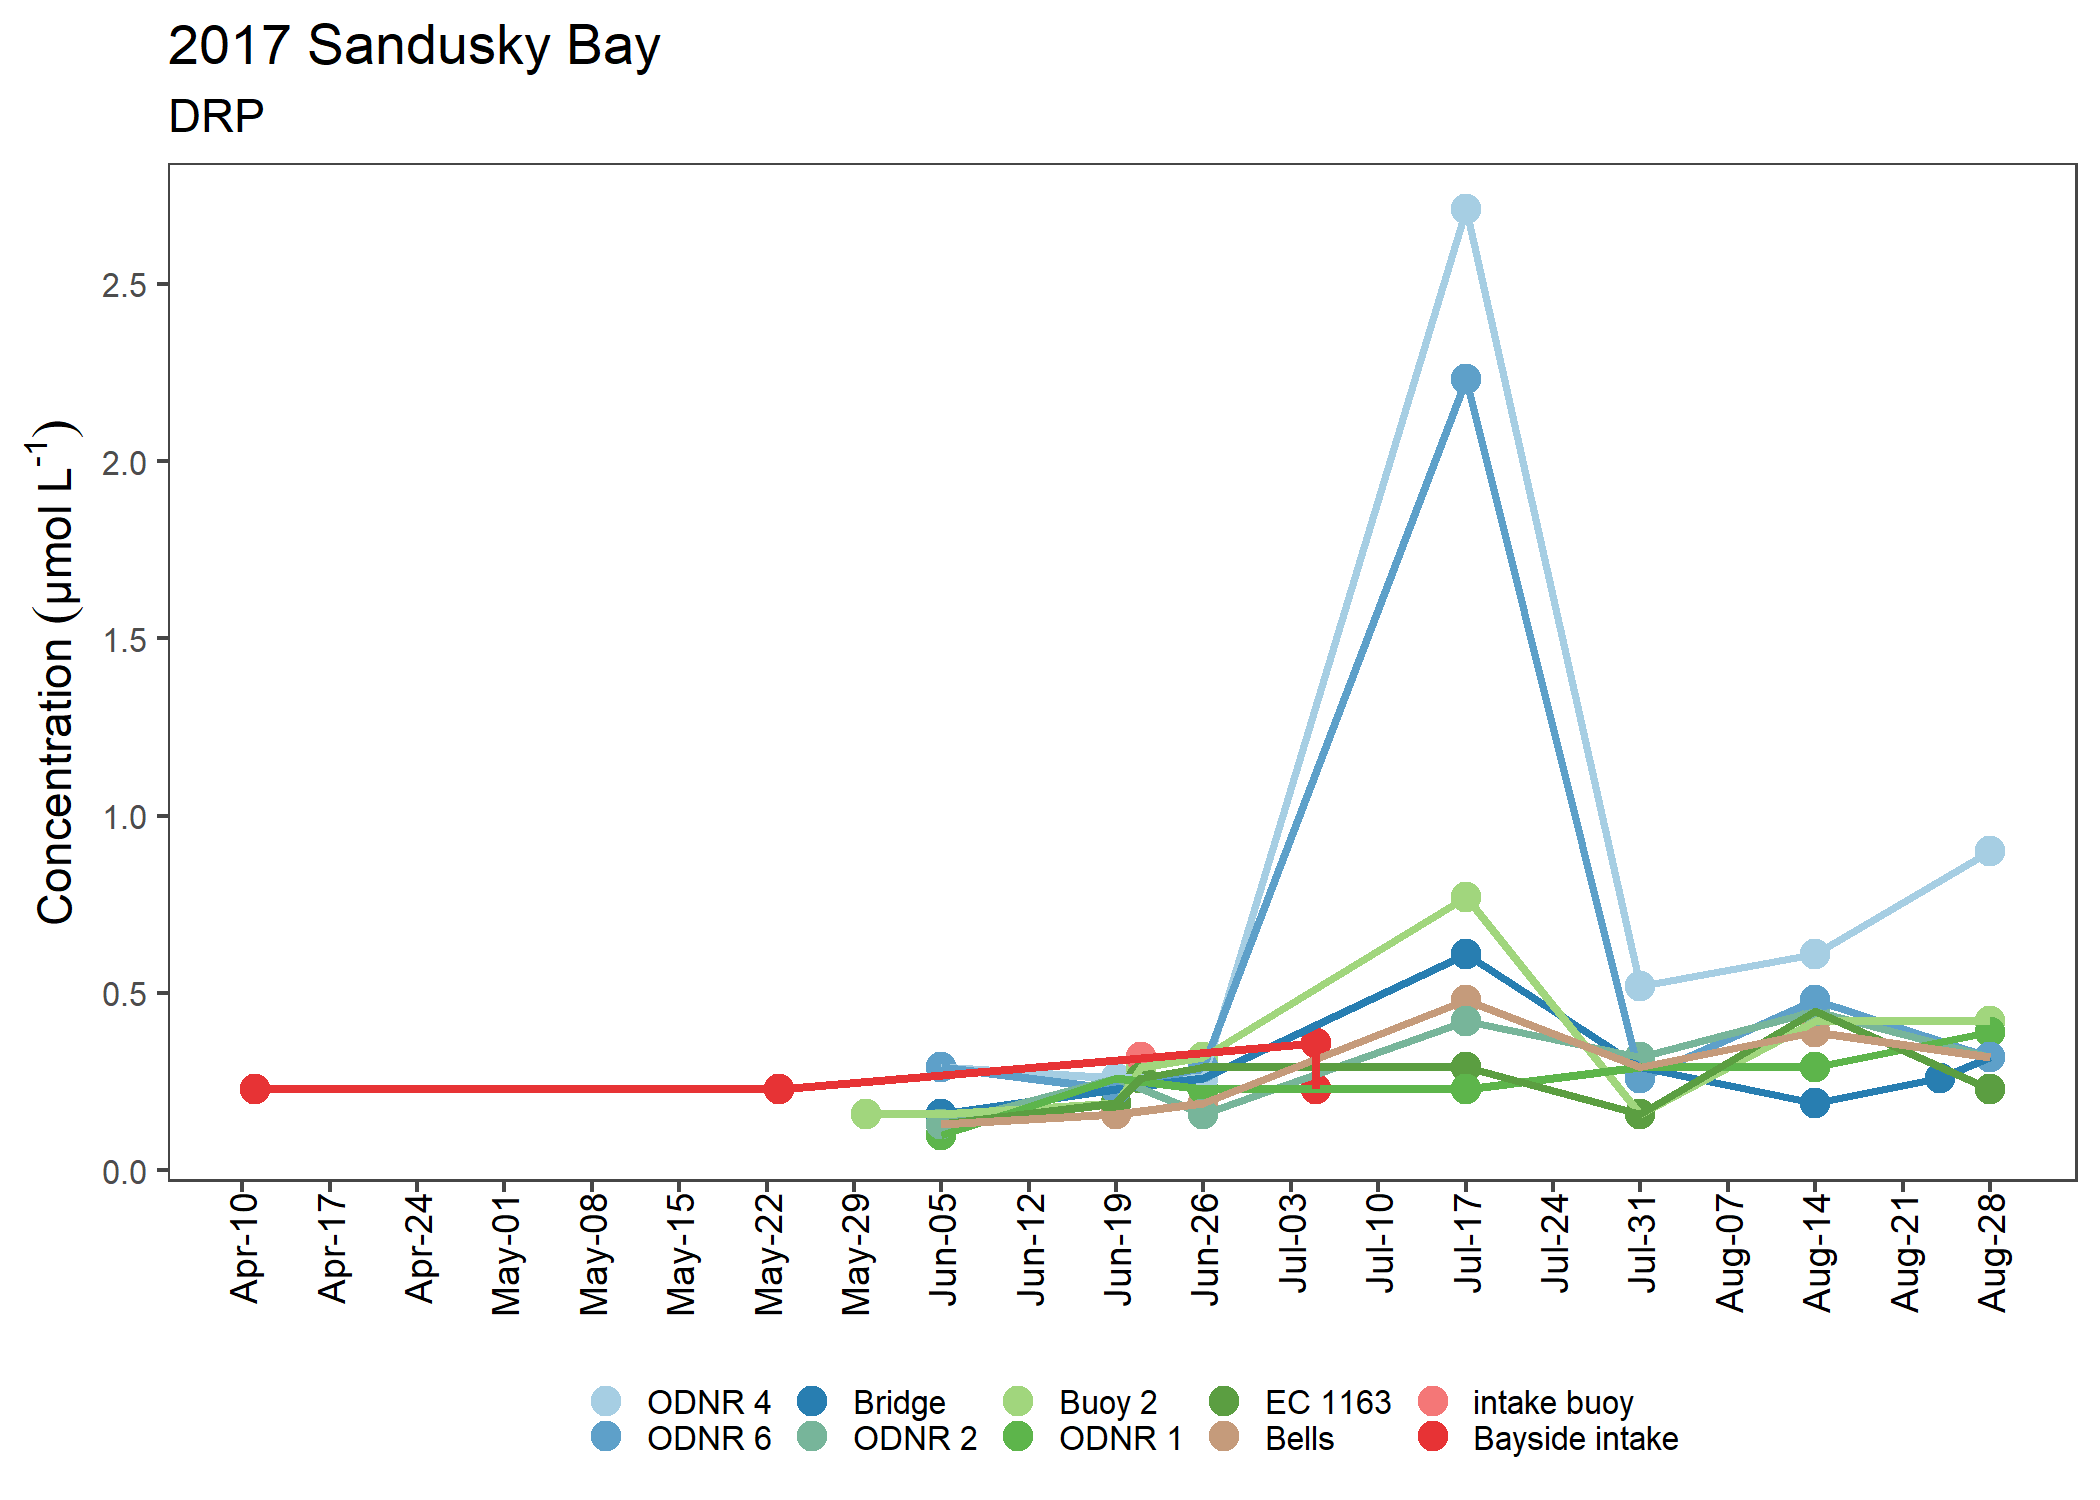 2017 Sandusky Bay
DRP
Concentration (µmol L⁻¹)
2.5
2.0
1.5
1.0
0.5
0.0
Apr-10
Apr-17
Apr-24
May-01
May-08
May-15
May-22
May-29
Jun-05
Jun-12
Jun-19
Jun-26
Jul-03
Jul-10
Jul-17
Jul-24
Jul-31
Aug-07
Aug-14
Aug-21
Aug-28
ODNR 4 Bridge Buoy 2 EC 1163 intake buoy
ODNR 6 ODNR 2 ODNR 1 Bells Bayside intake